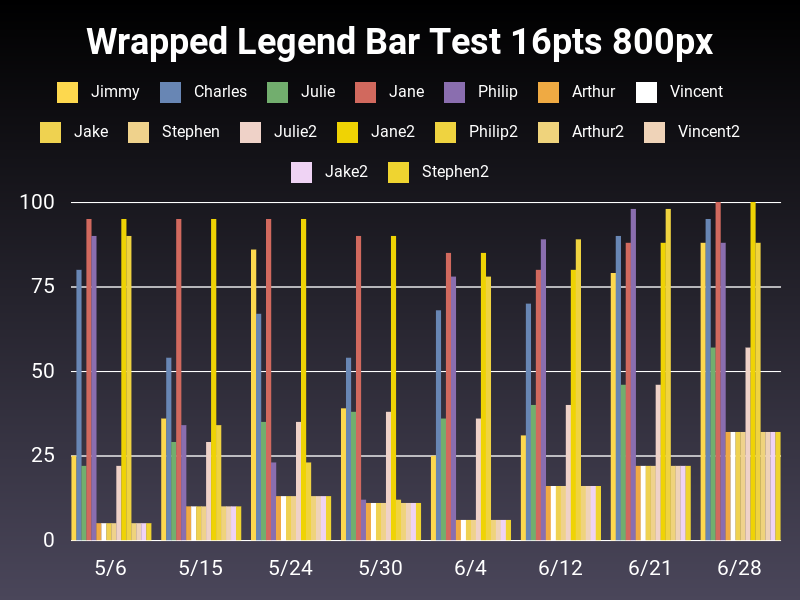 Wrapped Legend Bar Test 16pts 800px
Jimmy Charles Julie Jane Philip Arthur Vincent
Jake Stephen Julie2 Jane2 Philip2 Arthur2 Vincent2
Jake2 Stephen2
100
75
50
25
0
5/6 5/15 5/24 5/30 6/4 6/12 6/21 6/28